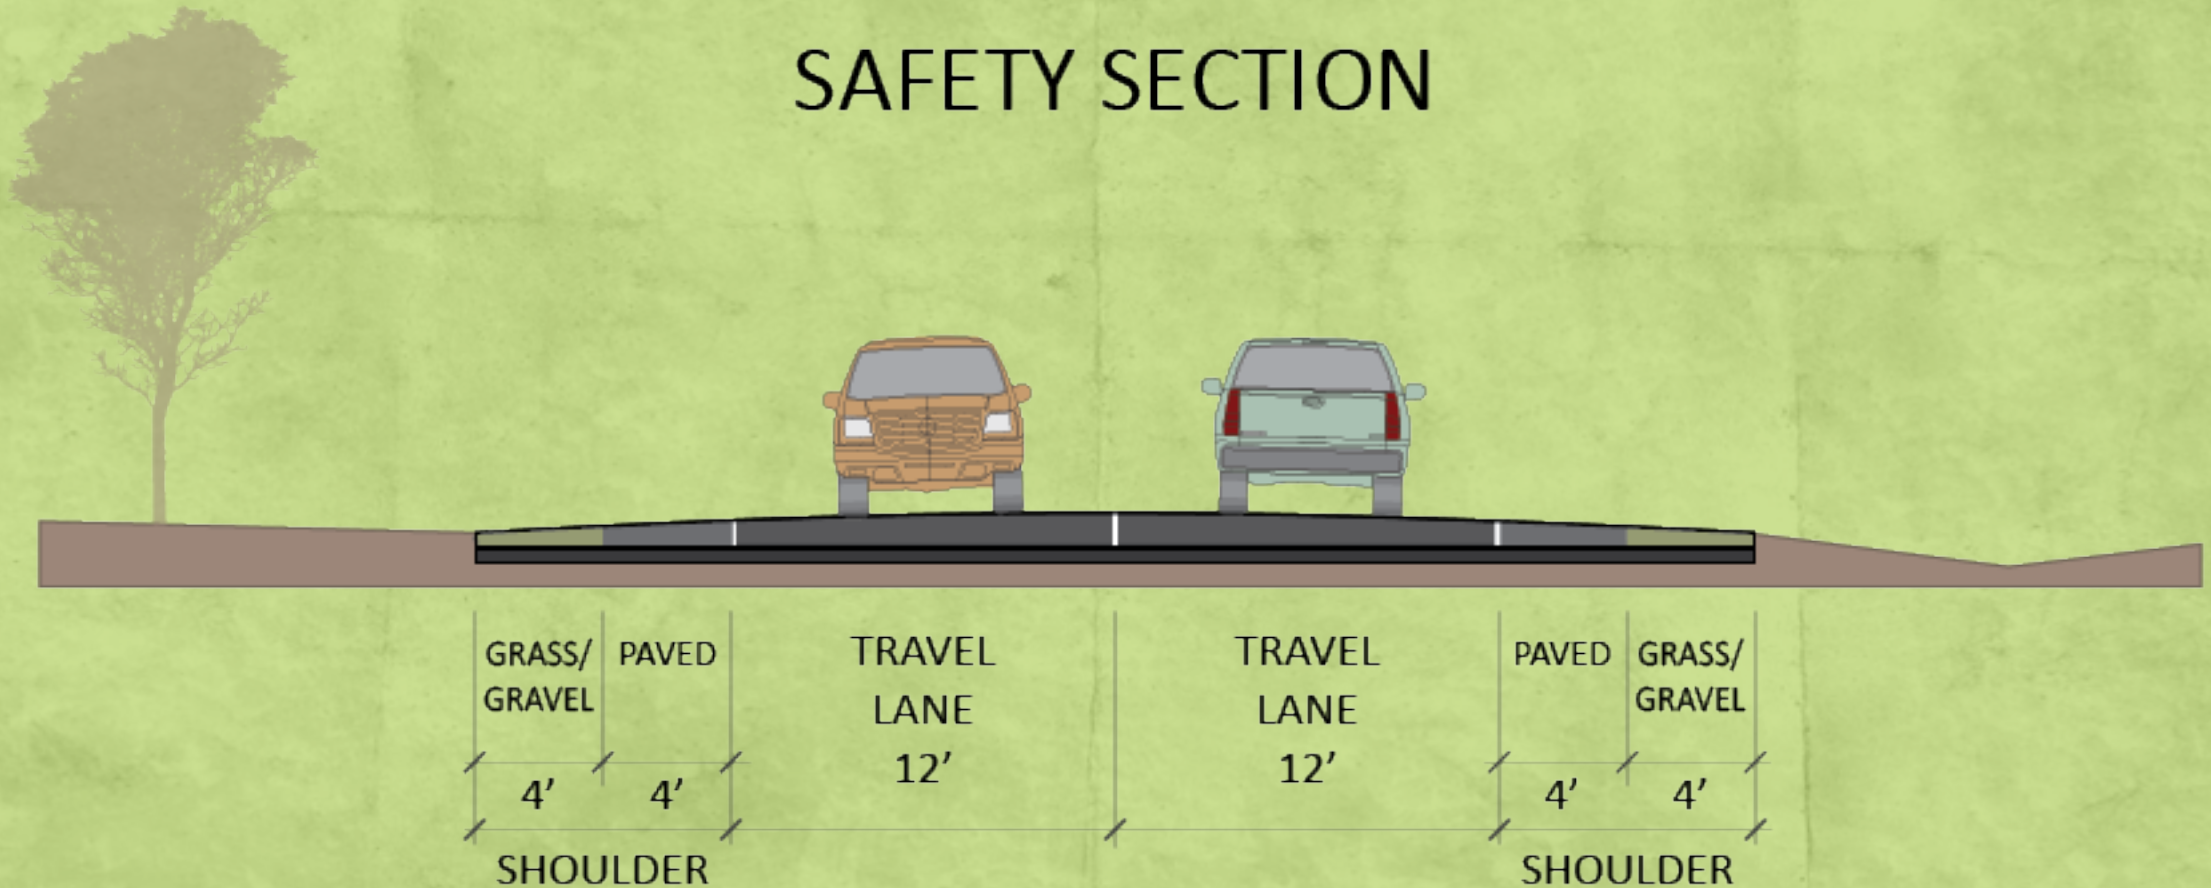 SAFETY SECTION
GRASS/
GRAVEL
4’
PAVED
4’
SHOULDER
TRAVEL
LANE
12’
TRAVEL
LANE
12’
PAVED
4’
GRASS/
GRAVEL
4’
SHOULDER